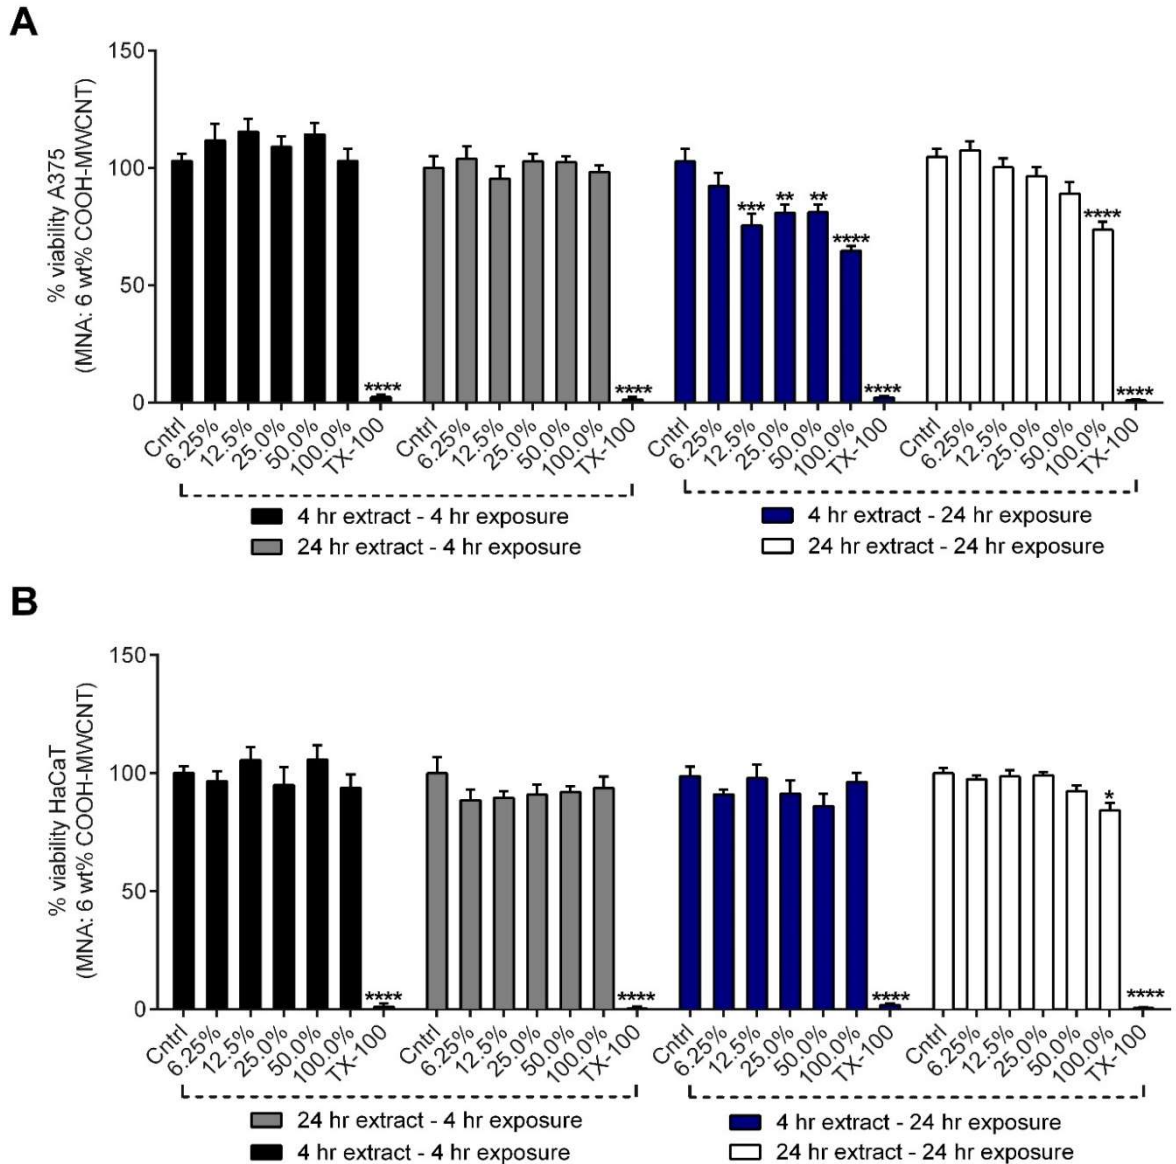 A
% viability A375
(MNA: 6 wt% COOH-MWCNT)
150
100
50
0
***
**
**
****
****
****
****
****
****
Cntrl 6.25% 12.5% 25.0% 50.0% 100.0% TX-100 Cntrl 6.25% 12.5% 25.0% 50.0% 100.0% TX-100 Cntrl 6.25% 12.5% 25.0% 50.0% 100.0% TX-100 Cntrl 6.25% 12.5% 25.0% 50.0% 100.0% TX-100
4 hr extract - 4 hr exposure
24 hr extract - 4 hr exposure
4 hr extract - 24 hr exposure
24 hr extract - 24 hr exposure
B
% viability HaCaT
(MNA: 6 wt% COOH-MWCNT)
150
100
50
0
*
****
****
****
****
Cntrl 6.25% 12.5% 25.0% 50.0% 100.0% TX-100 Cntrl 6.25% 12.5% 25.0% 50.0% 100.0% TX-100 Cntrl 6.25% 12.5% 25.0% 50.0% 100.0% TX-100 Cntrl 6.25% 12.5% 25.0% 50.0% 100.0% TX-100
24 hr extract - 4 hr exposure
4 hr extract - 4 hr exposure
4 hr extract - 24 hr exposure
24 hr extract - 24 hr exposure